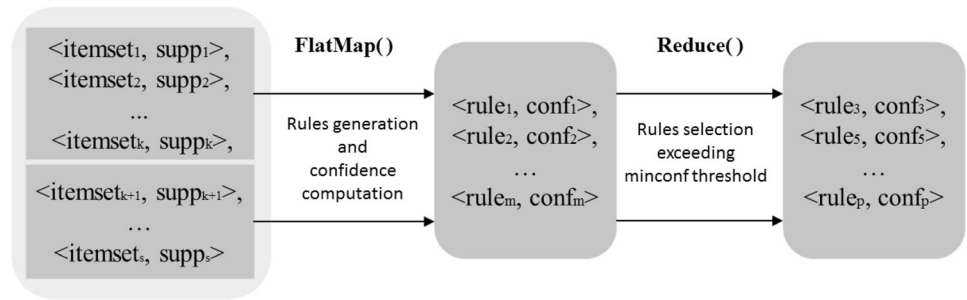 <itemset₁, supp₁>,
<itemset₂, supp₂>,
...
<itemsetₖ, suppₖ>,
<itemsetₖ₊₁, suppₖ₊₁>,
...
<itemsetₛ, suppₛ>
FlatMap( )
Rules generation
and
confidence
computation
<rule₁, conf₁>,
<rule₂, conf₂>,
...
<ruleₘ, confₘ>
Reduce( )
Rules selection
exceeding
minconf threshold
<rule₃, conf₃>,
<rule₅, conf₅>,
...
<ruleₚ, confₚ>